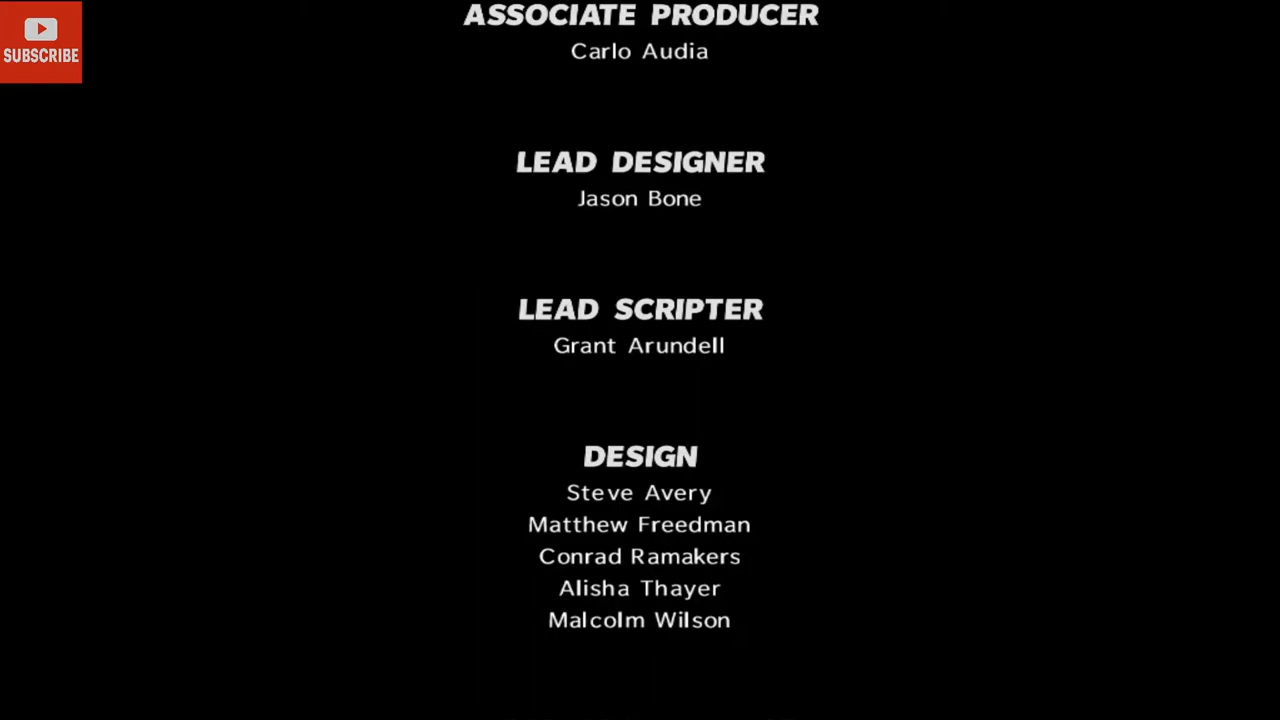 SUBSCRIBE
ASSOCIATE PRODUCER
Carlo Audia
LEAD DESIGNER
Jason Bone
LEAD SCRIPTER
Grant Arundell
DESIGN
Steve Avery
Matthew Freedman
Conrad Ramakers
Alisha Thayer
Malcolm Wilson